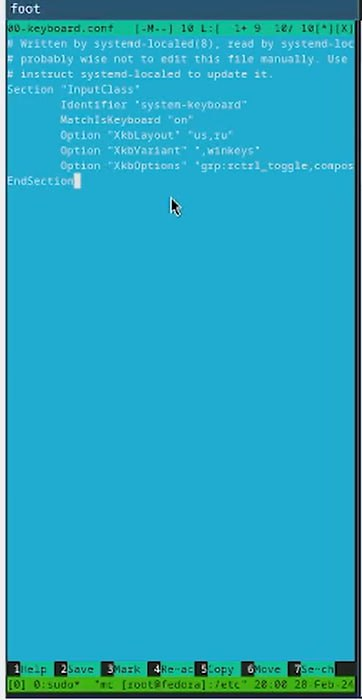 foot
00-keyboard.conf [-M--] 10 L:[ 1+ 9 10/ 10[*][X]
# Written by systemd-localed(8), read by systemd-loc
# probably wise not to edit this file manually. Use
# instruct systemd-localed to update it.
Section "InputClass"
Identifier "system-keyboard"
MatchIsKeyboard "on"
Option "XkbLayout" "us,ru"
Option "XkbVariant" ",winkeys"
Option "XkbOptions" "grp:rctrl_toggle,compos
EndSection
1Help 2Save 3Mark 4Re~ac 5Copy 6Move 7Se~ch
[0] 0:sudo* "mc [root@fedora]:/etc" 20:00 28-Feb-24